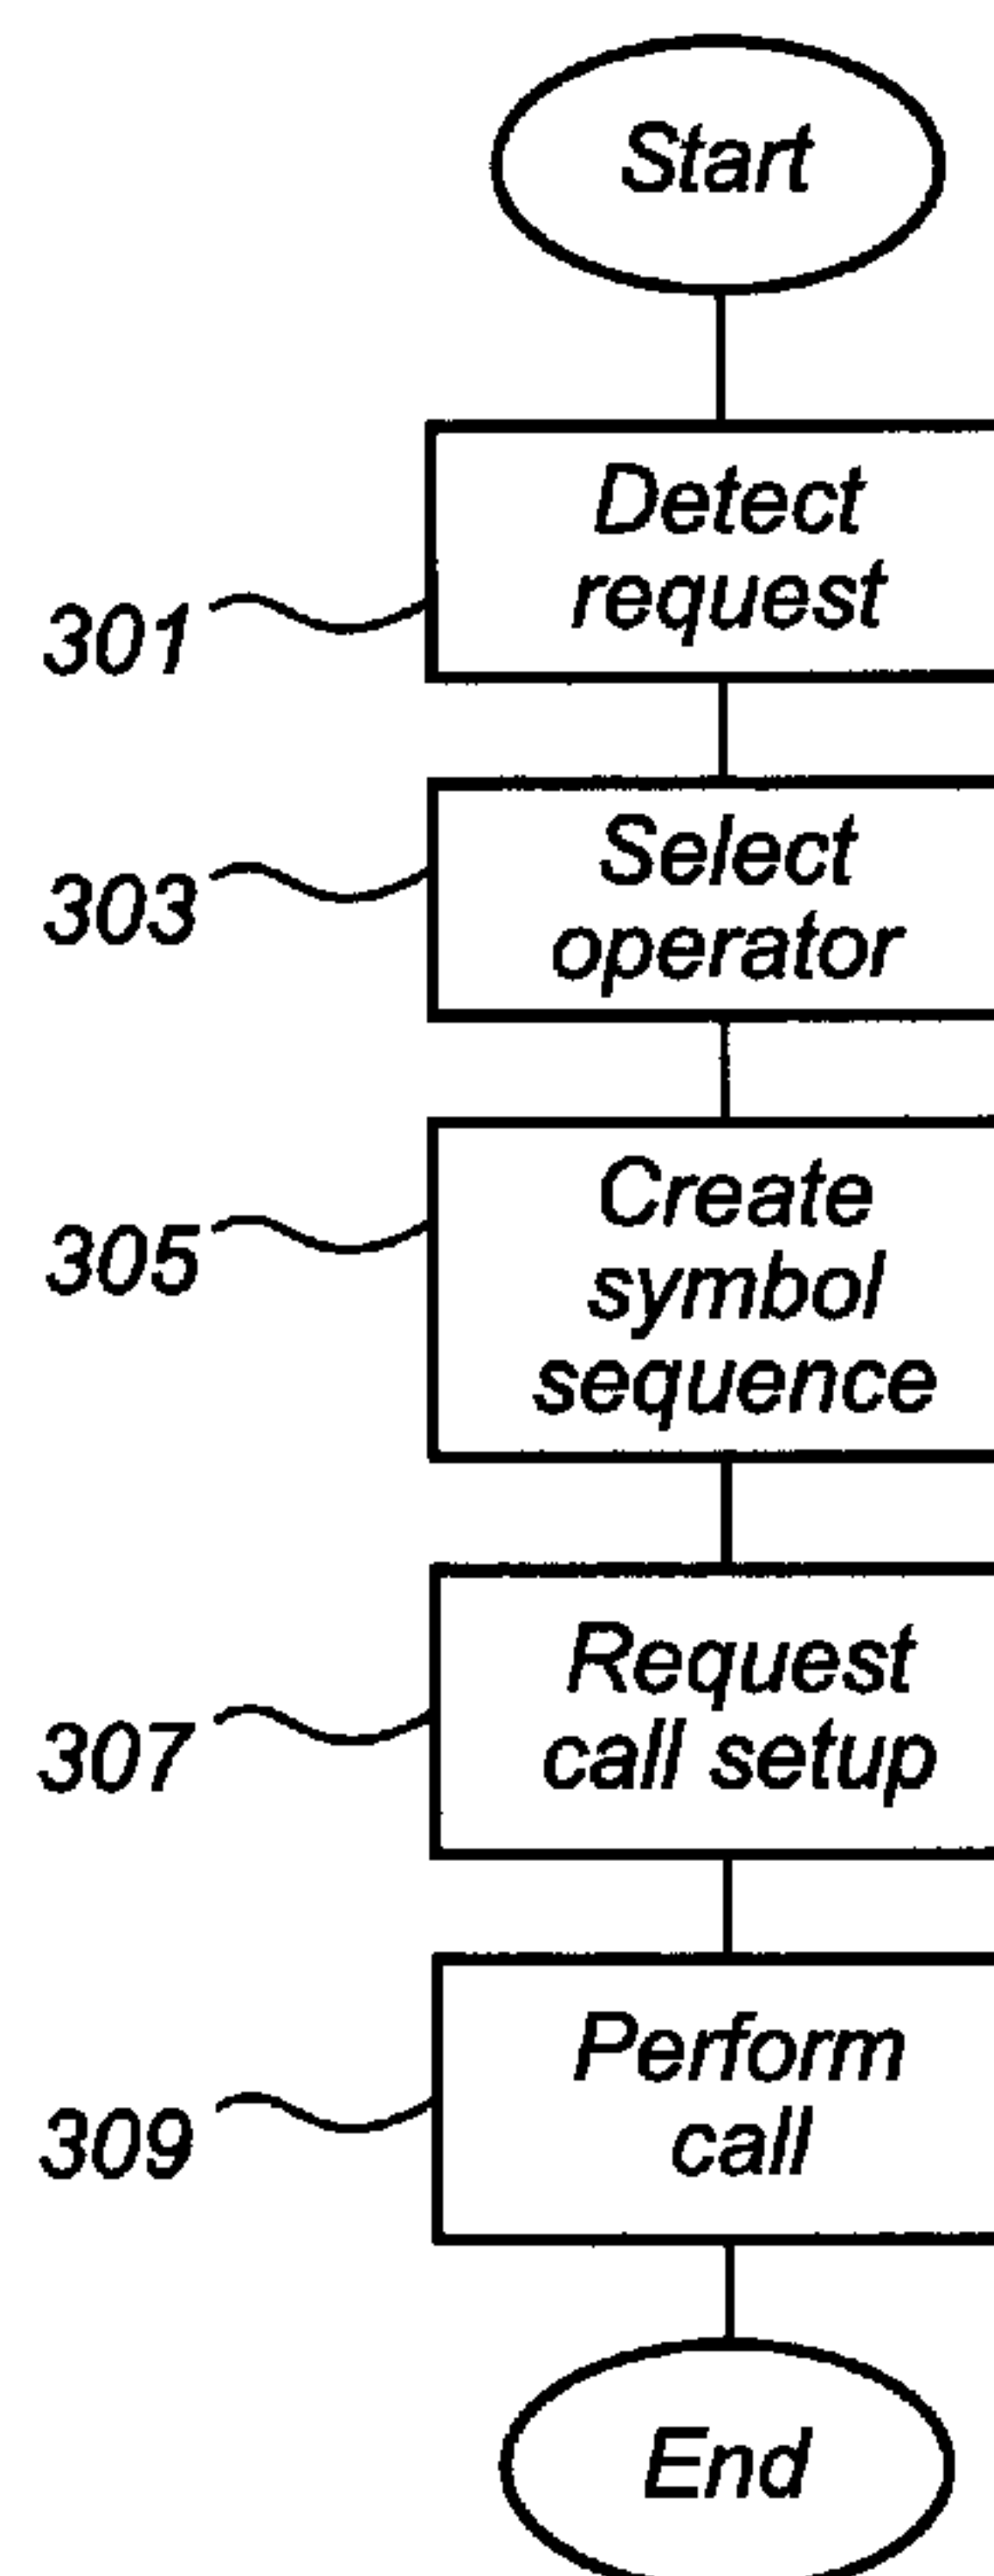 Start
Detect
request
301
Select
operator
303
Create
symbol
sequence
305
Request
call setup
307
Perform
call
309
End